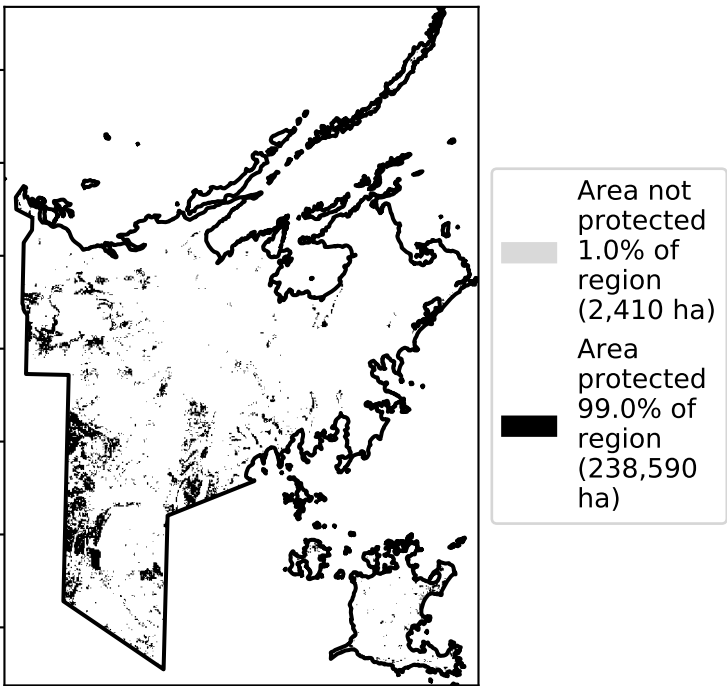 Area not
protected
1.0% of
region
(2,410 ha)
Area
protected
99.0% of
region
(238,590
ha)